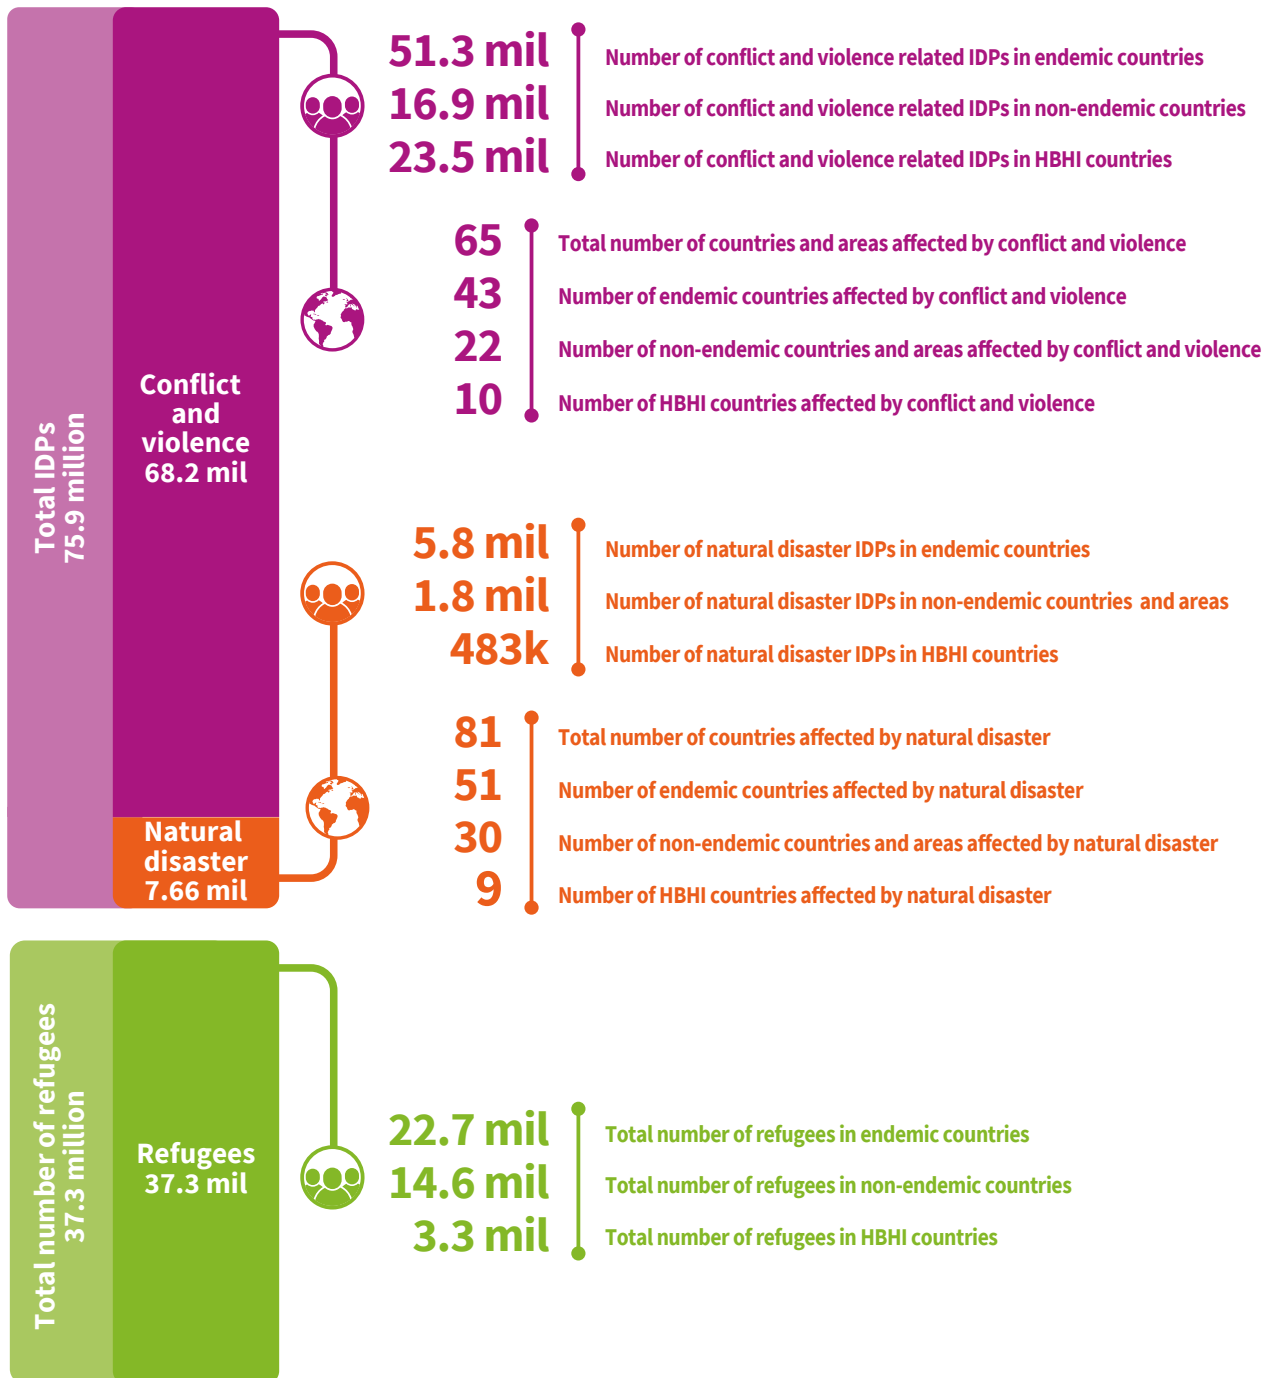 Total IDPs
75.9 million
Conflict
and
violence
68.2 mil
51.3 mil Number of conflict and violence related IDPs in endemic countries
16.9 mil Number of conflict and violence related IDPs in non-endemic countries
23.5 mil Number of conflict and violence related IDPs in HBHI countries
65 Total number of countries and areas affected by conflict and violence
43 Number of endemic countries affected by conflict and violence
22 Number of non-endemic countries and areas affected by conflict and violence
10 Number of HBHI countries affected by conflict and violence
Natural
disaster
7.66 mil
5.8 mil Number of natural disaster IDPs in endemic countries
1.8 mil Number of natural disaster IDPs in non-endemic countries and areas
483k Number of natural disaster IDPs in HBHI countries
81 Total number of countries affected by natural disaster
51 Number of endemic countries affected by natural disaster
30 Number of non-endemic countries and areas affected by natural disaster
9 Number of HBHI countries affected by natural disaster
Total number of refugees
37.3 million
Refugees
37.3 mil
22.7 mil Total number of refugees in endemic countries
14.6 mil Total number of refugees in non-endemic countries
3.3 mil Total number of refugees in HBHI countries